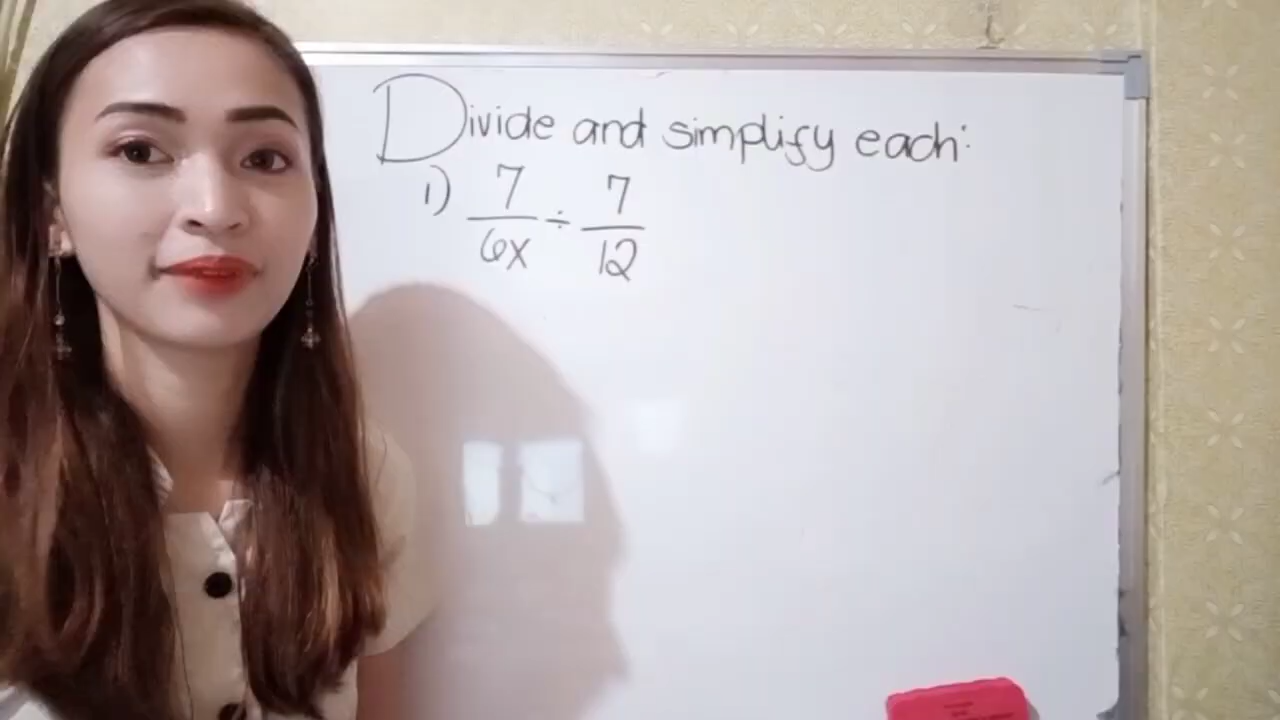 Divide and simplify each:
1) 7/6x ÷ 7/12